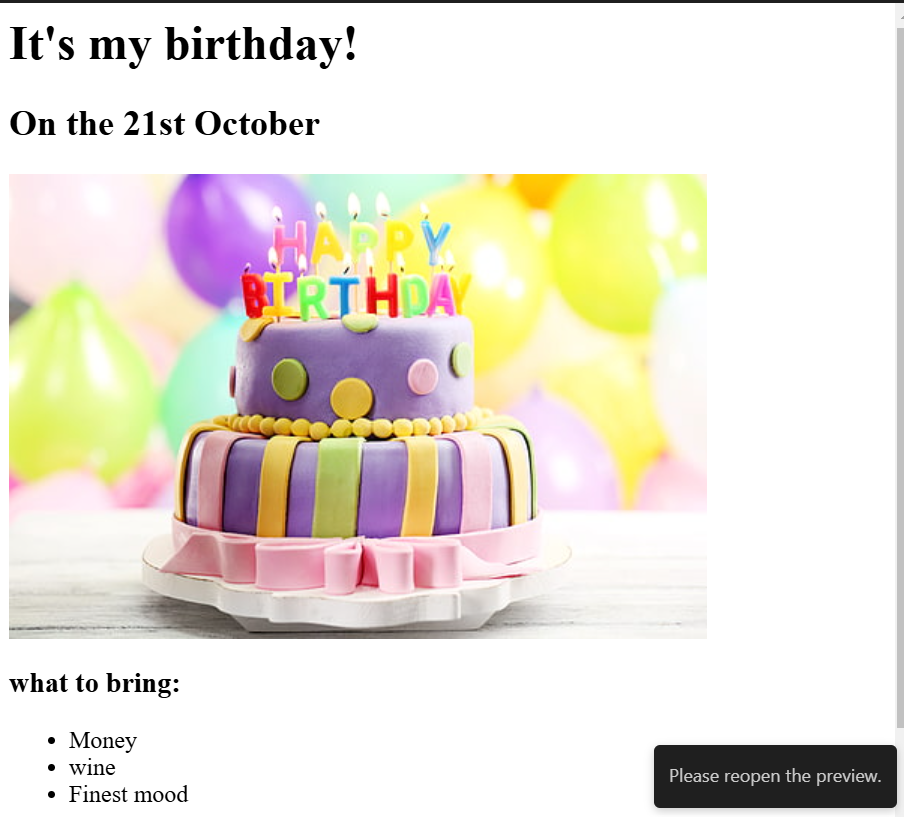 It's my birthday!
On the 21st October
HAPPY
BIRTHDAY
what to bring:
Money
wine
Finest mood
Please reopen the preview.